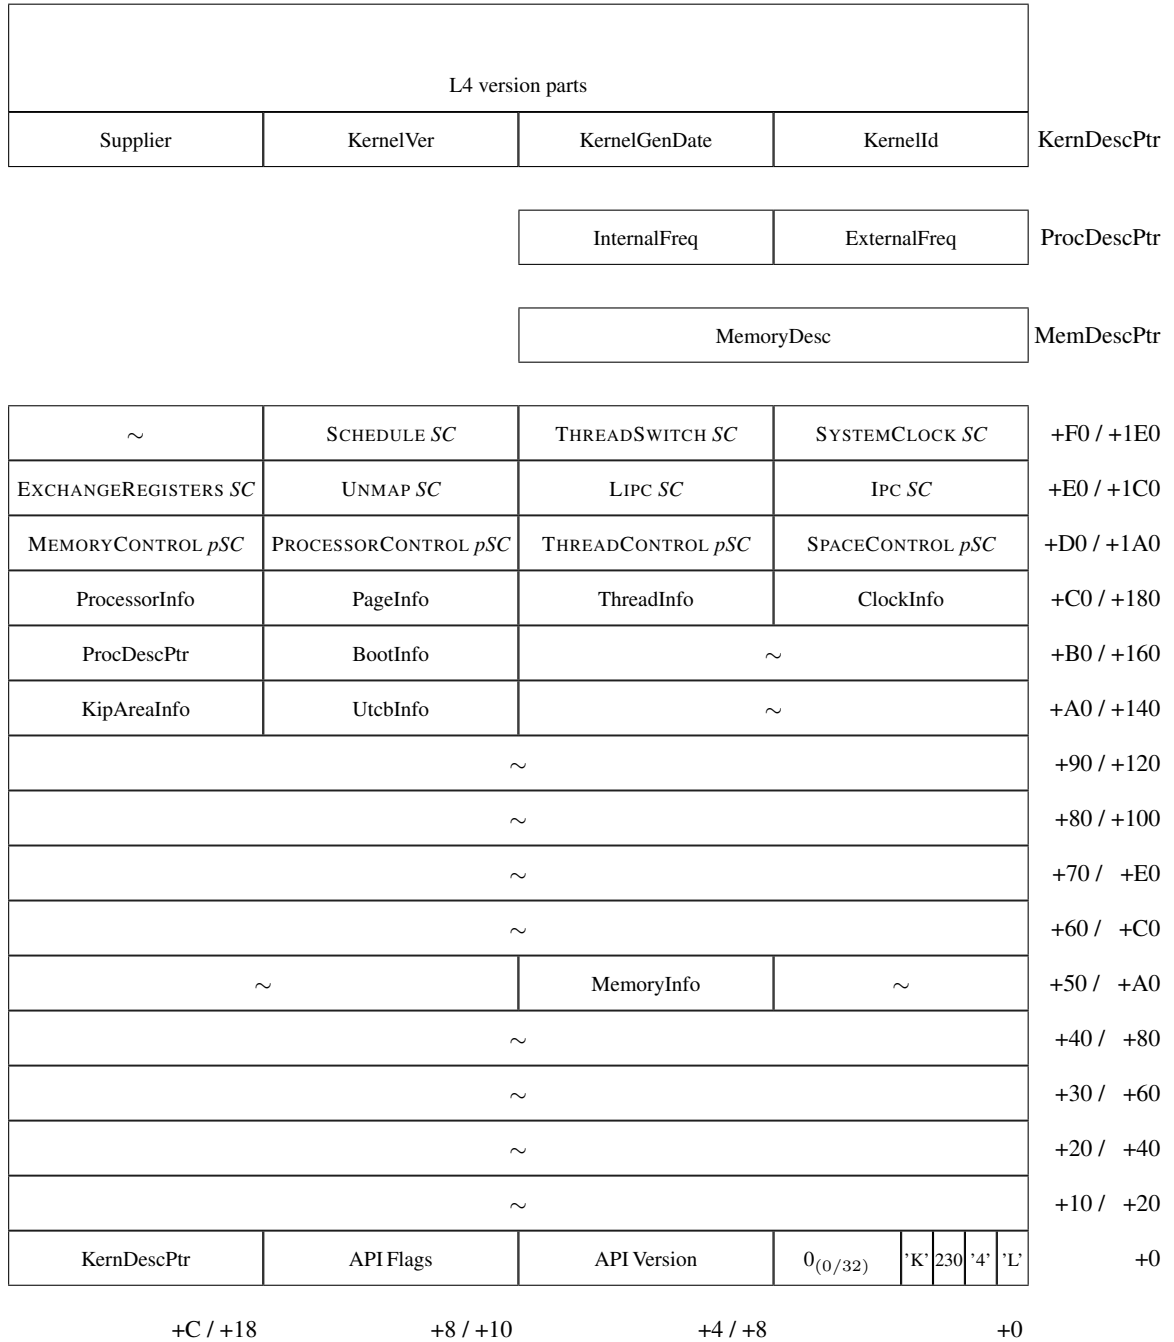 L4 version parts
Supplier KernelVer KernelGenDate KernelId KernDescPtr
InternalFreq ExternalFreq ProcDescPtr
MemoryDesc MemDescPtr
∼ SCHEDULE SC THREADSWITCH SC SYSTEMCLOCK SC +F0 / +1E0
EXCHANGEREGISTERS SC UNMAP SC LIPC SC IPC SC +E0 / +1C0
MEMORYCONTROL pSC PROCESSORCONTROL pSC THREADCONTROL pSC SPACECONTROL pSC +D0 / +1A0
ProcessorInfo PageInfo ThreadInfo ClockInfo +C0 / +180
ProcDescPtr BootInfo ∼ +B0 / +160
KipAreaInfo UtcbInfo ∼ +A0 / +140
∼ +90 / +120
∼ +80 / +100
∼ +70 / +E0
∼ +60 / +C0
∼ MemoryInfo ∼ +50 / +A0
∼ +40 / +80
∼ +30 / +60
∼ +20 / +40
∼ +10 / +20
KernDescPtr API Flags API Version 0(0/32) 'K' 230 '4' 'L' +0
+C / +18 +8 / +10 +4 / +8 +0